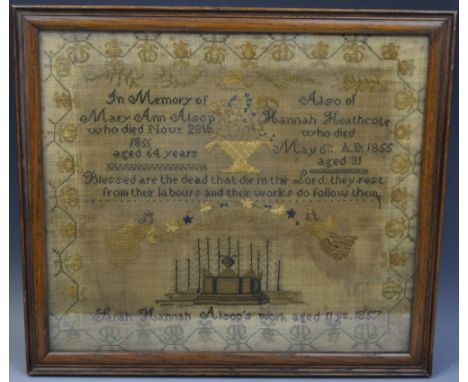 In Memory of
Mary Ann Alsop
who died Novr. 28th
1855
aged 64 years
Also of
Hannah Heathcote
who died
May 6th A.D. 1855
aged 31
Blessed are the dead that die in the Lord, they rest
from their labours and their works do follow them,
Sarah Hannah Alsop's work aged 11 ys. 1857